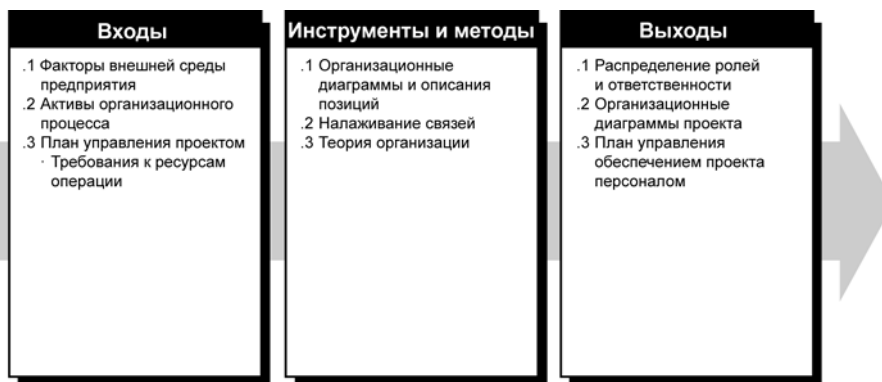 Входы
.1 Факторы внешней среды
предприятия
.2 Активы организационного
процесса
.3 План управления проектом
· Требования к ресурсам
операции
Инструменты и методы
.1 Организационные
диаграммы и описания
позиций
.2 Налаживание связей
.3 Теория организации
Выходы
.1 Распределение ролей
и ответственности
.2 Организационные
диаграммы проекта
.3 План управления
обеспечением проекта
персоналом